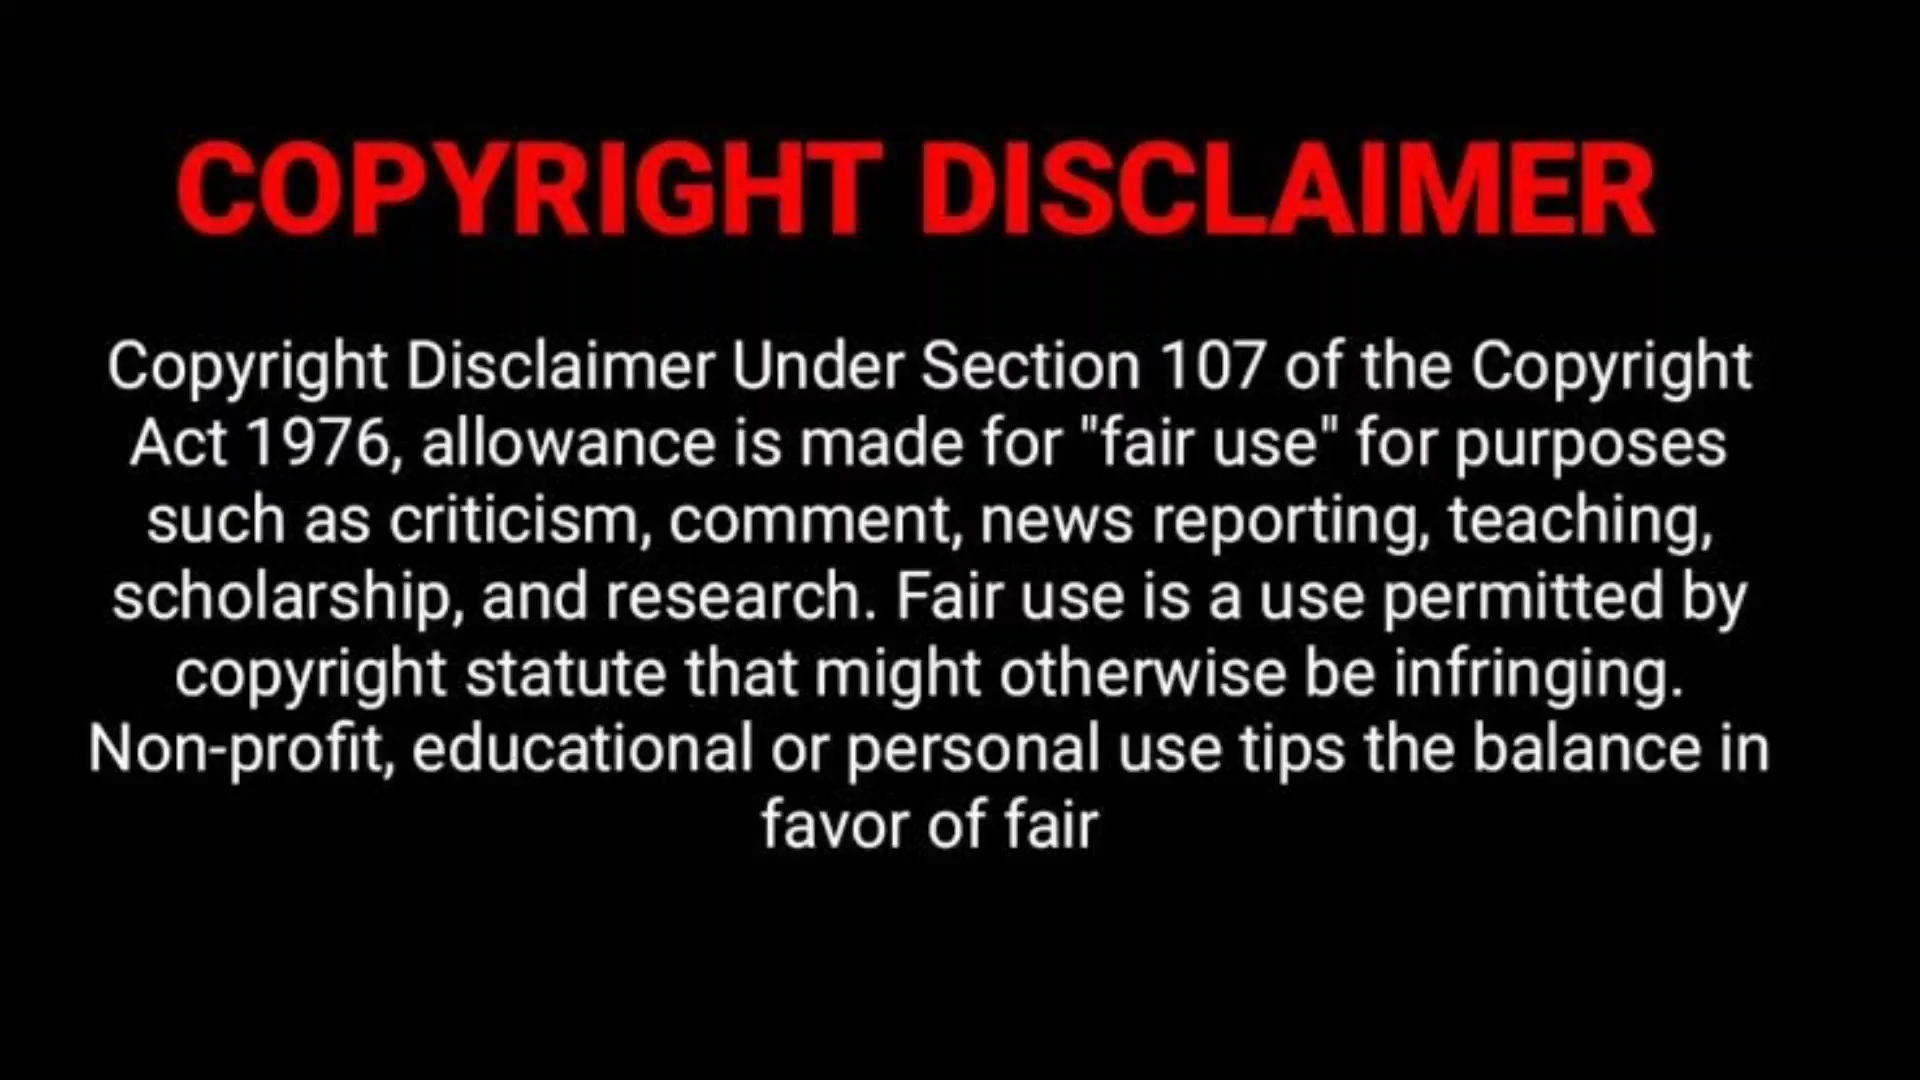 COPYRIGHT DISCLAIMER
Copyright Disclaimer Under Section 107 of the Copyright
Act 1976, allowance is made for "fair use" for purposes
such as criticism, comment, news reporting, teaching,
scholarship, and research. Fair use is a use permitted by
copyright statute that might otherwise be infringing.
Non-profit, educational or personal use tips the balance in
favor of fair